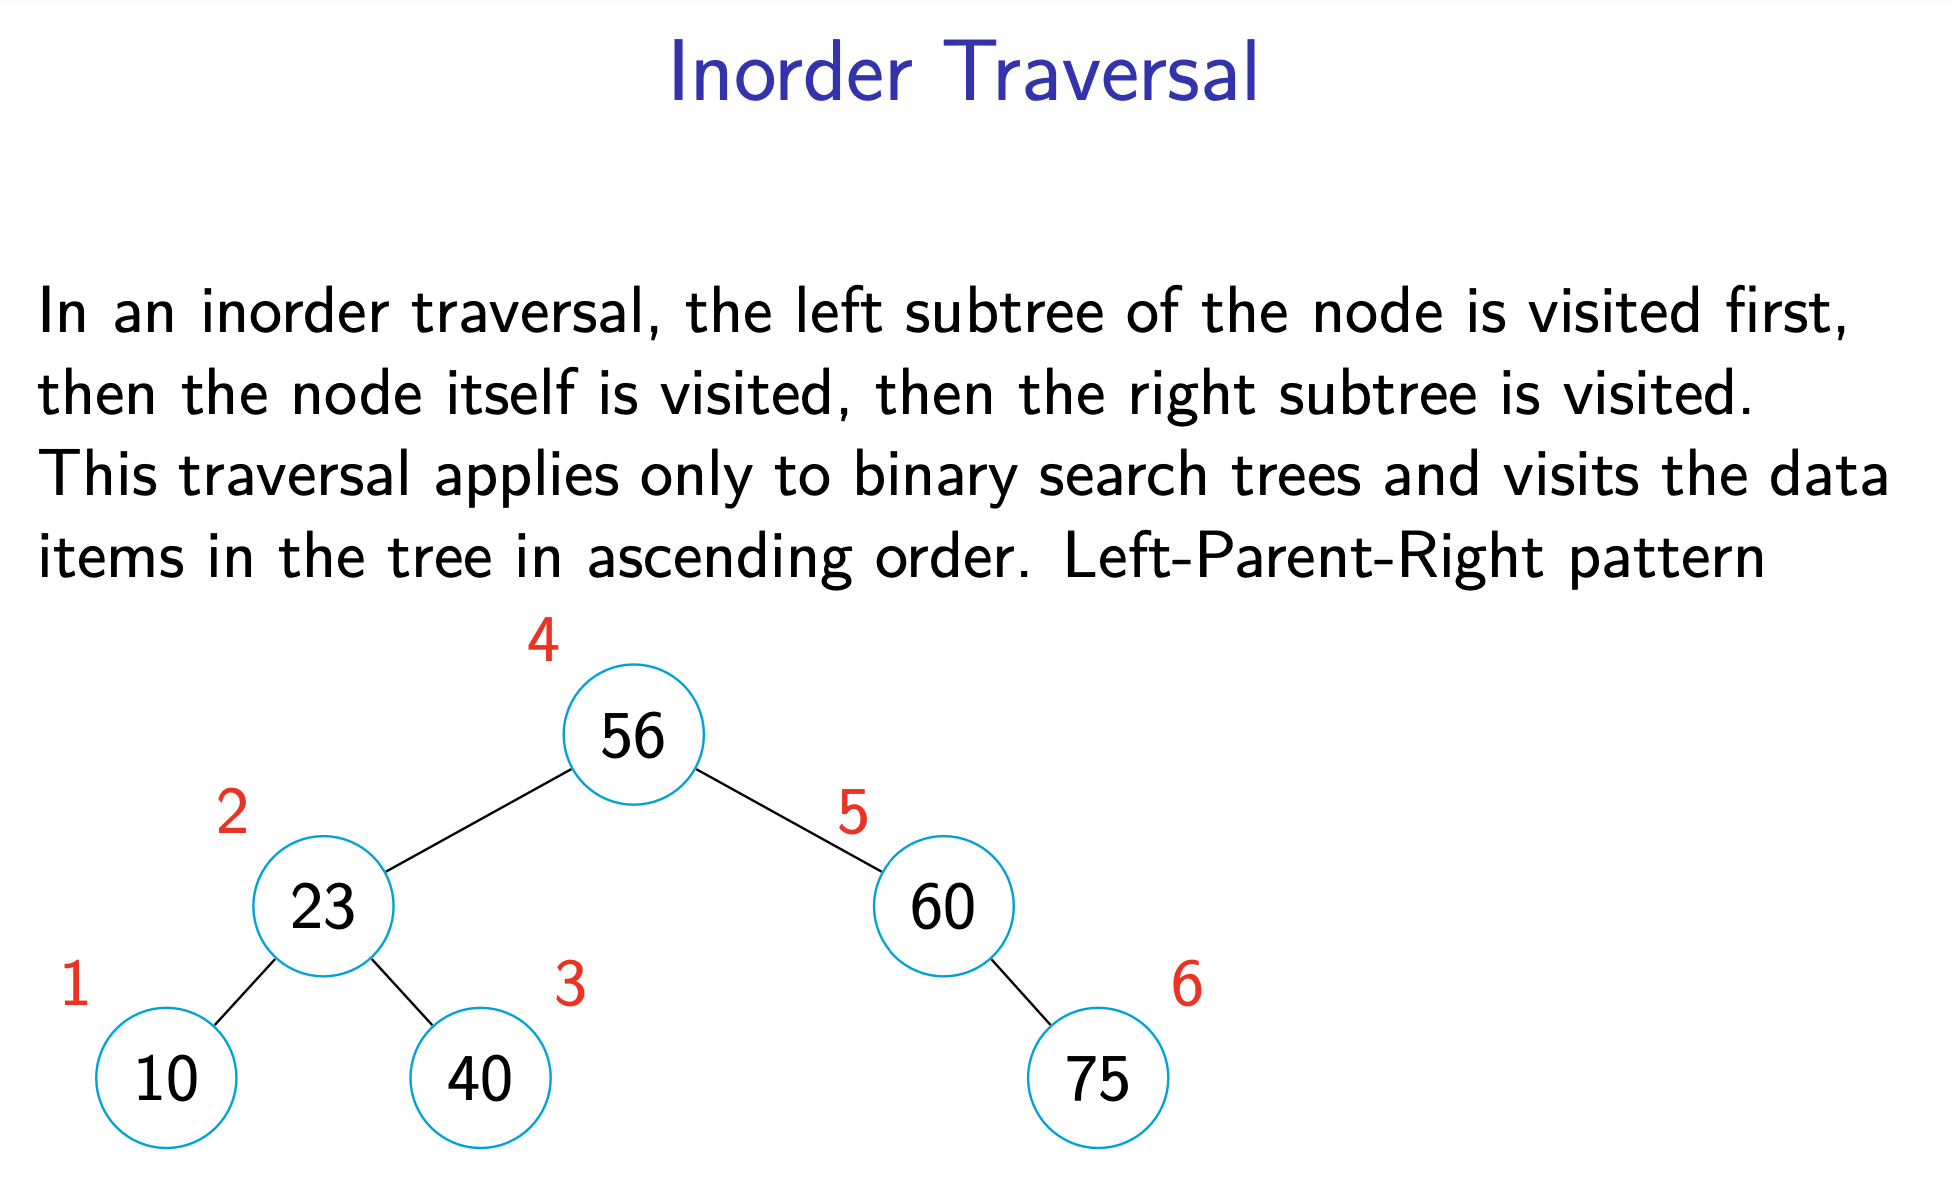 Inorder Traversal
In an inorder traversal, the left subtree of the node is visited first,
then the node itself is visited, then the right subtree is visited.
This traversal applies only to binary search trees and visits the data
items in the tree in ascending order. Left-Parent-Right pattern
4
56
2
5
23
60
1
3
6
10
40
75